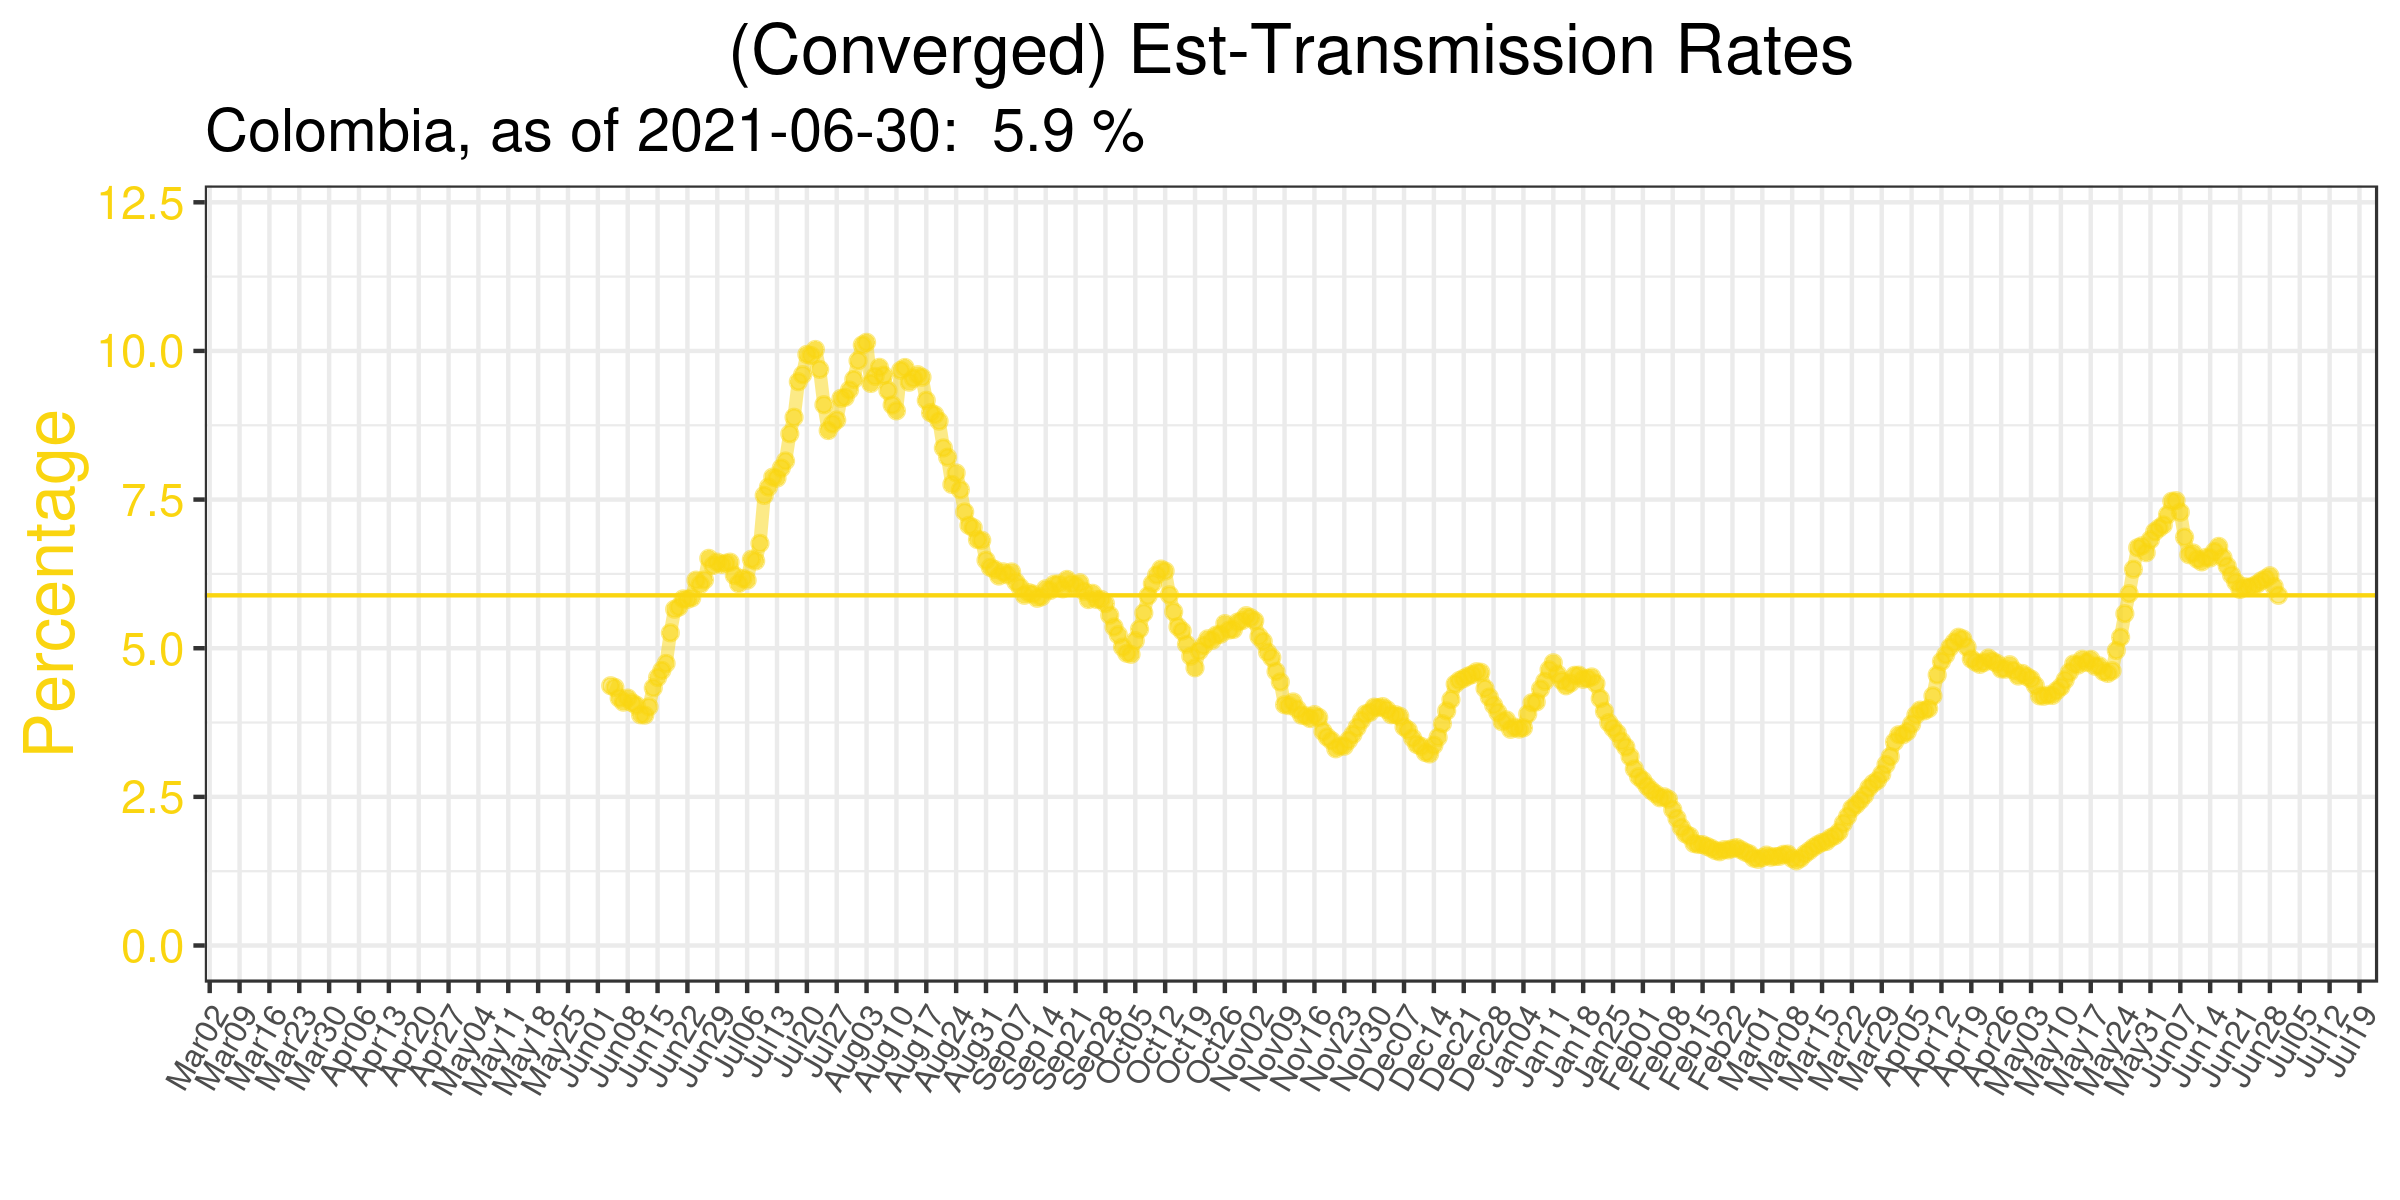 (Converged) Est-Transmission Rates
Colombia, as of 2021-06-30:  5.9 %
Percentage
12.5
10.0
7.5
5.0
2.5
0.0
Mar02
Mar09
Mar16
Mar23
Mar30
Apr06
Apr13
Apr20
Apr27
May04
May11
May18
May25
Jun01
Jun08
Jun15
Jun22
Jun29
Jul06
Jul13
Jul20
Jul27
Aug03
Aug10
Aug17
Aug24
Aug31
Sep07
Sep14
Sep21
Sep28
Oct05
Oct12
Oct19
Oct26
Nov02
Nov09
Nov16
Nov23
Nov30
Dec07
Dec14
Dec21
Dec28
Jan04
Jan11
Jan18
Jan25
Feb01
Feb08
Feb15
Feb22
Mar01
Mar08
Mar15
Mar22
Mar29
Apr05
Apr12
Apr19
Apr26
May03
May10
May17
May24
May31
Jun07
Jun14
Jun21
Jun28
Jul05
Jul12
Jul19